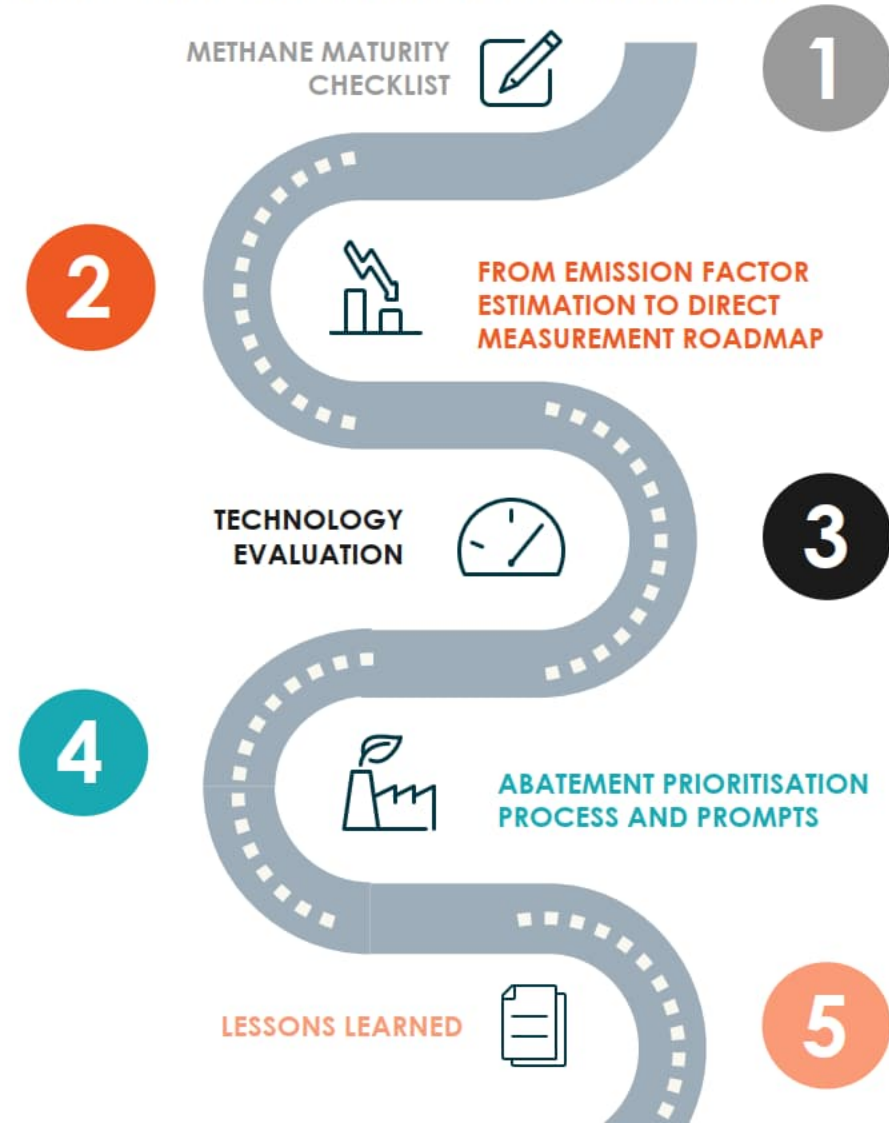 METHANE MATURITY
CHECKLIST
1
2
FROM EMISSION FACTOR
ESTIMATION TO DIRECT
MEASUREMENT ROADMAP
TECHNOLOGY
EVALUATION
3
4
ABATEMENT PRIORITISATION
PROCESS AND PROMPTS
LESSONS LEARNED
5